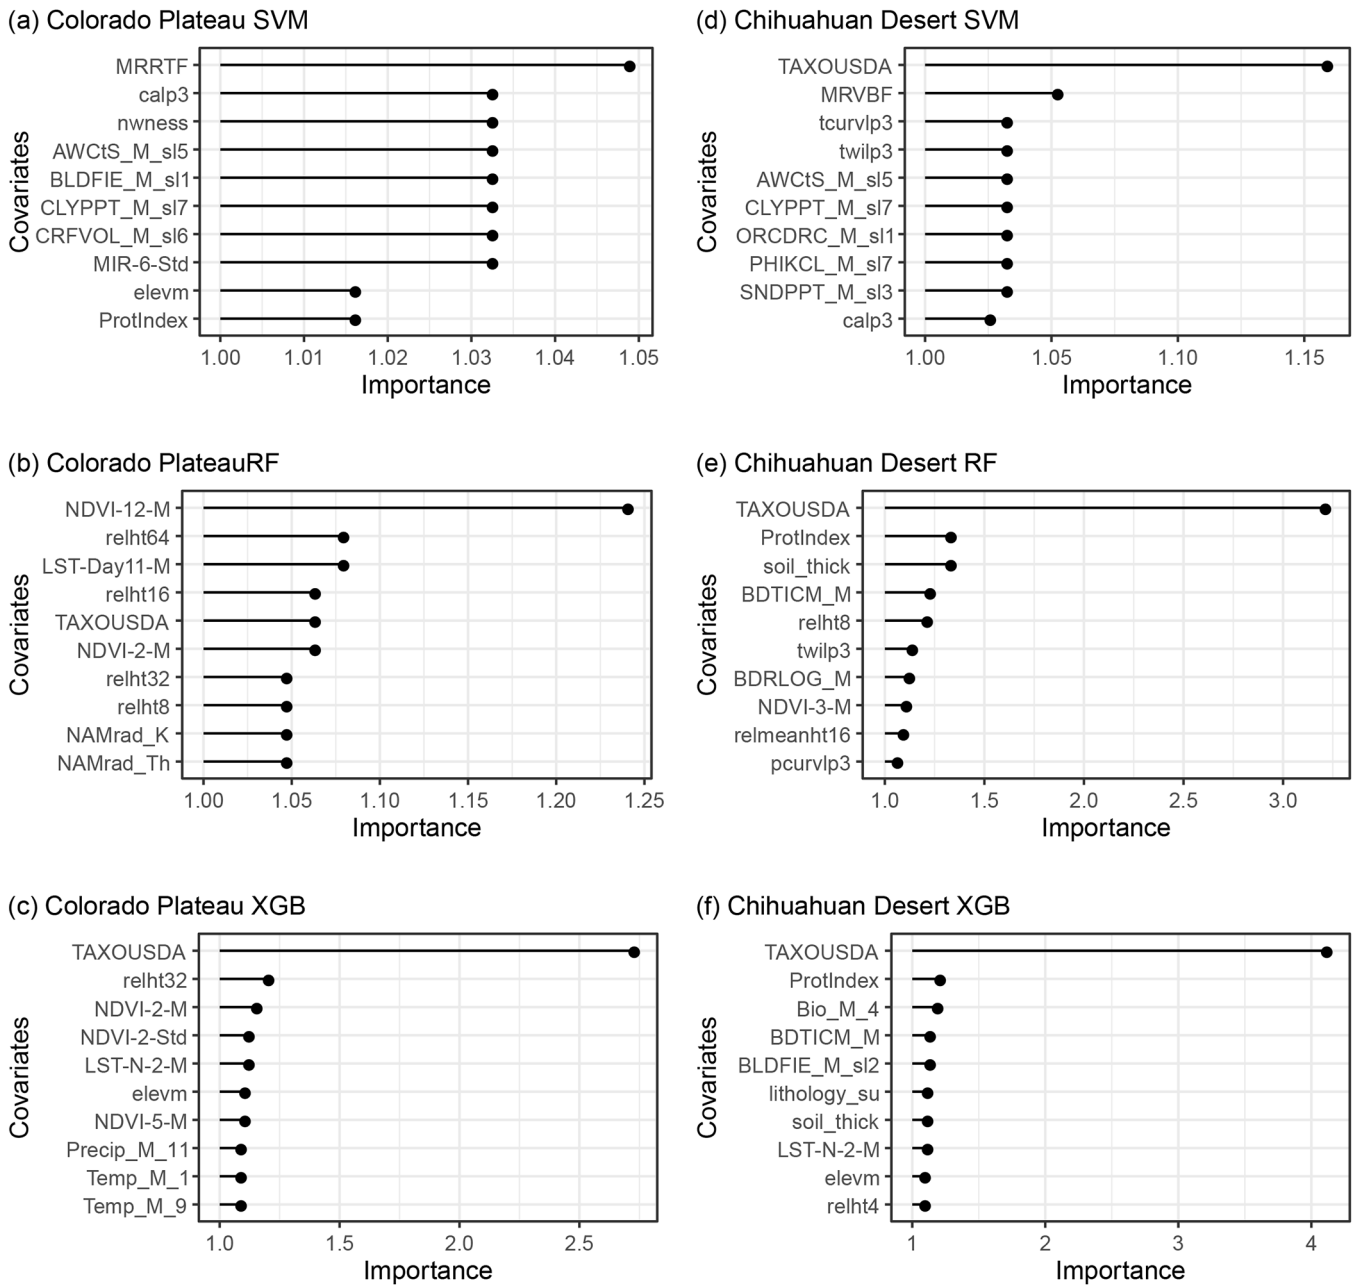 (a) Colorado Plateau SVM
MRRTF
calp3
nwness
AWCtS_M_sl5
BLDFIE_M_sl1
CLYPPT_M_sl7
CRFVOL_M_sl6
MIR-6-Std
elevm
ProtIndex
Covariates
1.00 1.01 1.02 1.03 1.04 1.05
Importance
(d) Chihuahuan Desert SVM
TAXOUSDA
MRVBF
tcurvlp3
twilp3
AWCtS_M_sl5
CLYPPT_M_sl7
ORCDRC_M_sl1
PHIKCL_M_sl7
SNDPPT_M_sl3
calp3
Covariates
1.00 1.05 1.10 1.15
Importance
(b) Colorado PlateauRF
NDVI-12-M
relht64
LST-Day11-M
relht16
TAXOUSDA
NDVI-2-M
relht32
relht8
NAMrad_K
NAMrad_Th
Covariates
1.00 1.05 1.10 1.15 1.20 1.25
Importance
(e) Chihuahuan Desert RF
TAXOUSDA
ProtIndex
soil_thick
BDTICM_M
relht8
twilp3
BDRLOG_M
NDVI-3-M
relmeanht16
pcurvlp3
Covariates
1.0 1.5 2.0 2.5 3.0
Importance
(c) Colorado Plateau XGB
TAXOUSDA
relht32
NDVI-2-M
NDVI-2-Std
LST-N-2-M
elevm
NDVI-5-M
Precip_M_11
Temp_M_1
Temp_M_9
Covariates
1.0 1.5 2.0 2.5
Importance
(f) Chihuahuan Desert XGB
TAXOUSDA
ProtIndex
Bio_M_4
BDTICM_M
BLDFIE_M_sl2
lithology_su
soil_thick
LST-N-2-M
elevm
relht4
Covariates
1 2 3 4
Importance